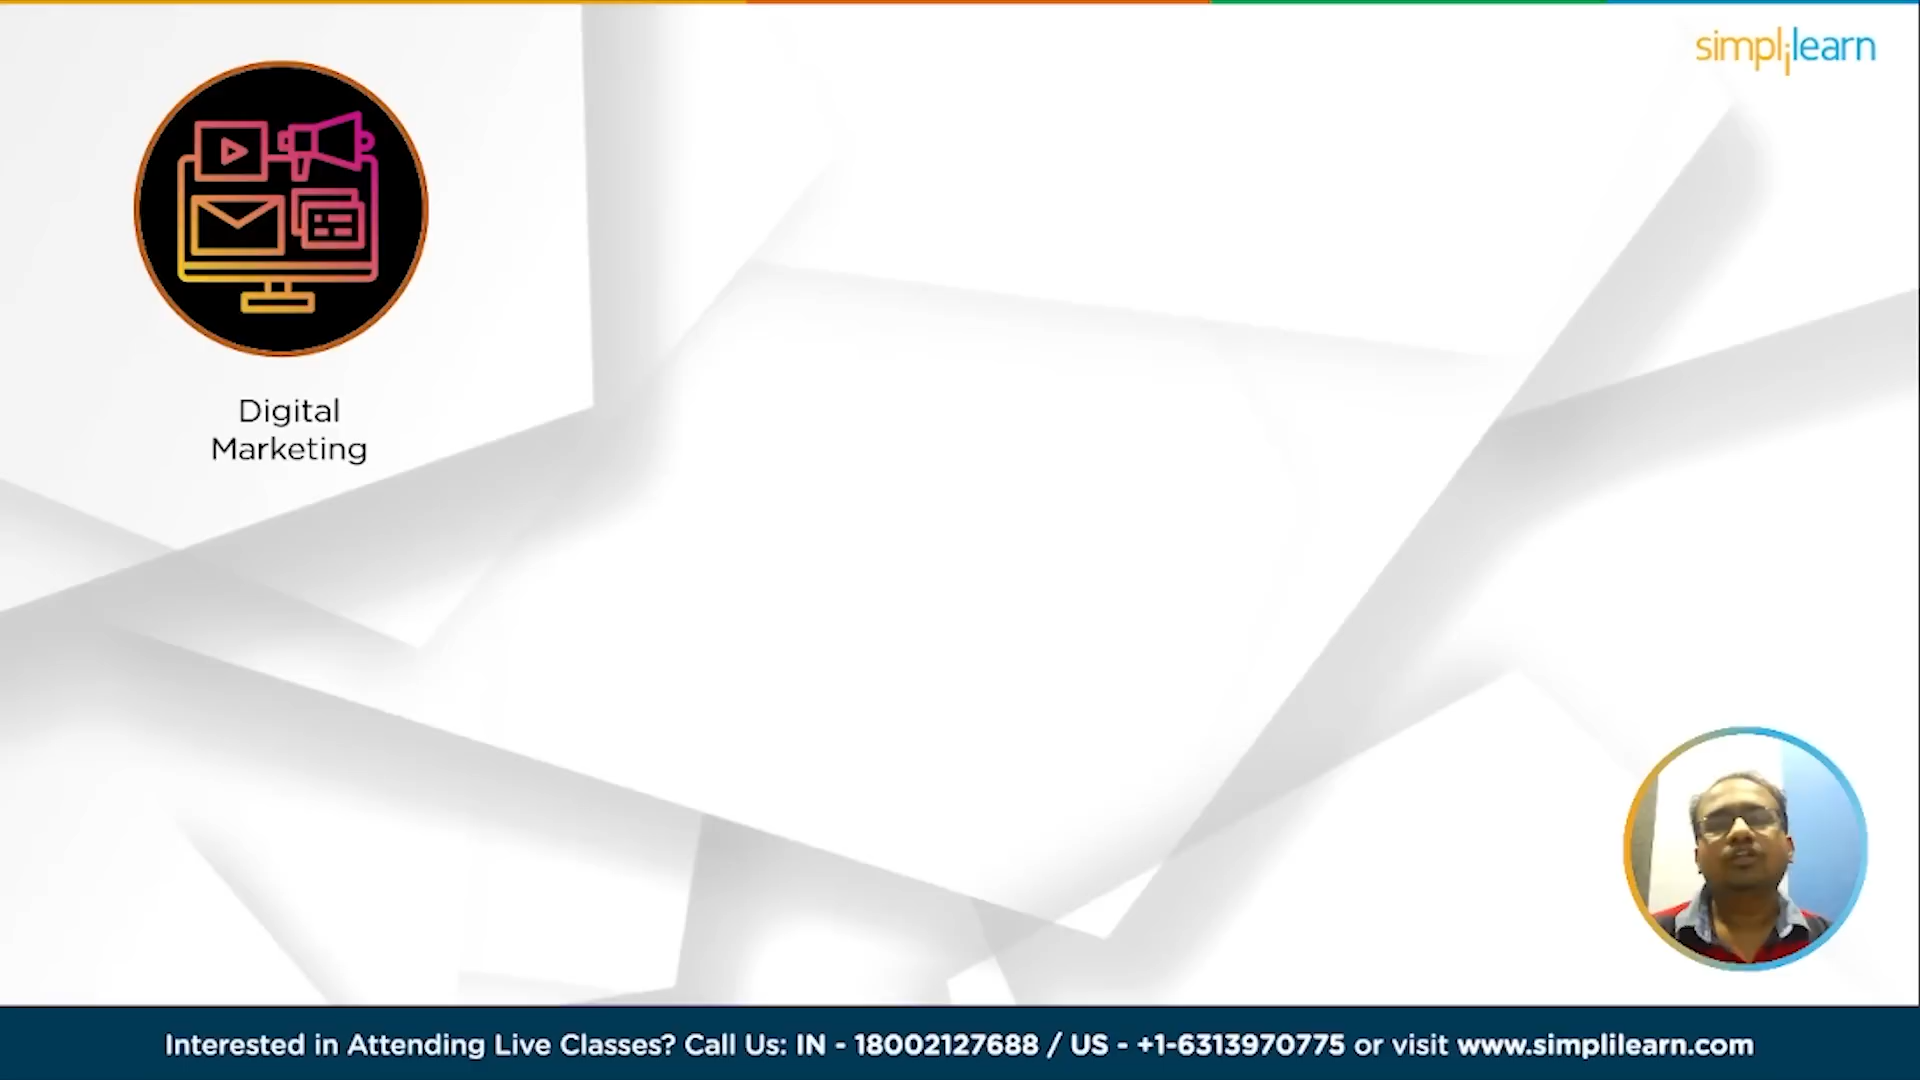 simplilearn
Digital
Marketing
Interested in Attending Live Classes? Call Us: IN - 18002127688 / US - +1-6313970775 or visit www.simplilearn.com